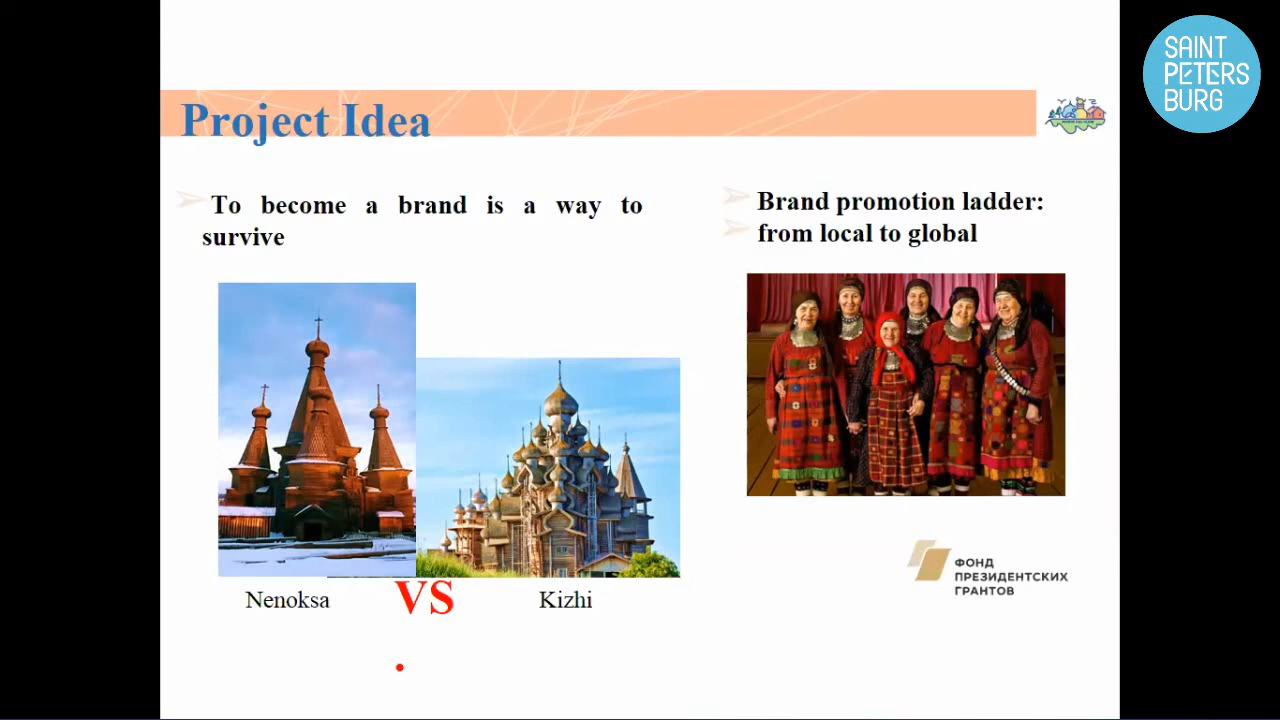 SAINT
PETERS
BURG
Project Idea
To become a brand is a way to
survive
Brand promotion ladder:
from local to global
Nenoksa
VS
Kizhi
.
ФОНД
ПРЕЗИДЕНТСКИХ
ГРАНТОВ